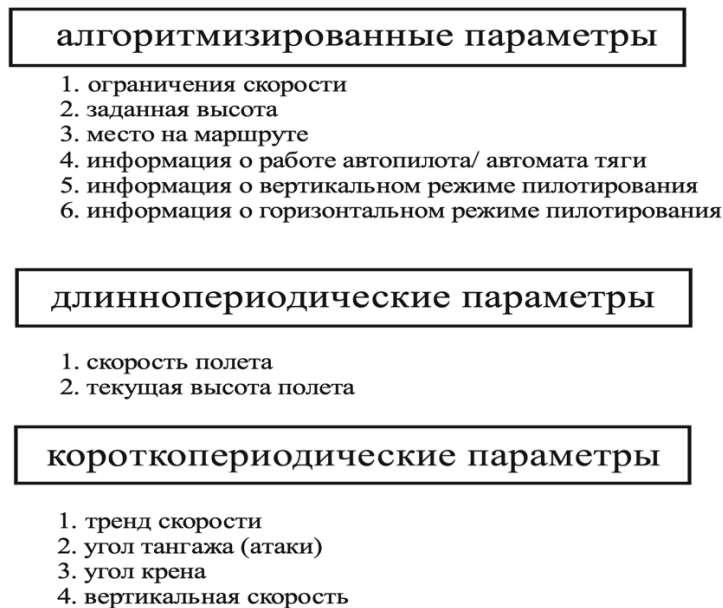 алгоритмизированные параметры
1. ограничения скорости
2. заданная высота
3. место на маршруте
4. информация о работе автопилота/ автомата тяги
5. информация о вертикальном режиме пилотирования
6. информация о горизонтальном режиме пилотирования
длиннопериодические параметры
1. скорость полета
2. текущая высота полета
короткопериодические параметры
1. тренд скорости
2. угол тангажа (атаки)
3. угол крена
4. вертикальная скорость